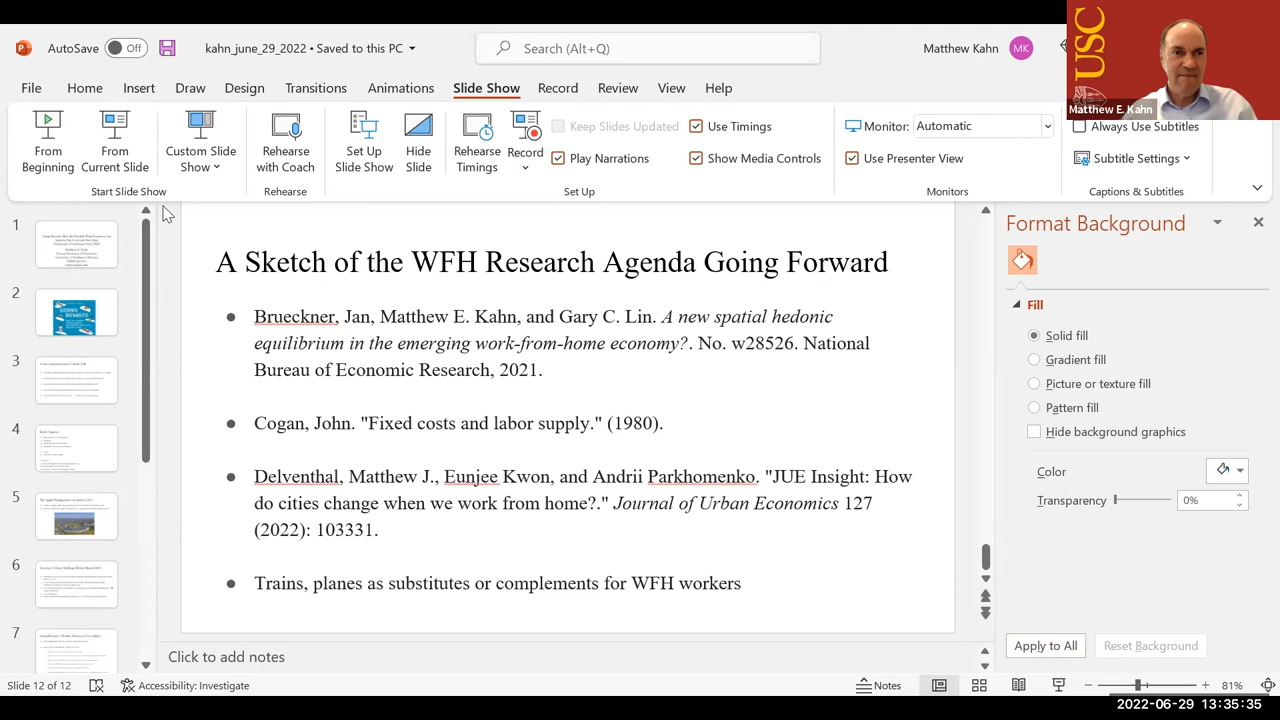 AutoSave Off kahn_june_29_2022 • Saved to this PC Search (Alt+Q) Matthew Kahn MK
USC
Matthew E. Kahn
File Home Insert Draw Design Transitions Animations Slide Show Record Review View Help
From Beginning
From Current Slide
Custom Slide Show
Start Slide Show
Rehearse with Coach
Rehearse
Set Up Slide Show
Hide Slide
Rehearse Timings
Record
Keep Slides Updated
Play Narrations
Use Timings
Show Media Controls
Set Up
Monitor: Automatic
Use Presenter View
Monitors
Always Use Subtitles
Subtitle Settings
Captions & Subtitles
1
2
GOING REMOTE
3
4
5
6
7
A Sketch of the WFH Research Agenda Going Forward
Brueckner, Jan, Matthew E. Kahn, and Gary C. Lin. A new spatial hedonic
equilibrium in the emerging work-from-home economy?. No. w28526. National
Bureau of Economic Research, 2021.
Cogan, John. "Fixed costs and labor supply." (1980).
Delventhal, Matthew J., Eunjee Kwon, and Andrii Parkhomenko. "JUE Insight: How
do cities change when we work from home?." Journal of Urban Economics 127
(2022): 103331.
Trains, planes as substitutes or complements for WFH workers
Click to add notes
Format Background
Fill
Solid fill
Gradient fill
Picture or texture fill
Pattern fill
Hide background graphics
Color
Transparency 0%
Apply to All Reset Background
Slide 12 of 12 Accessibility: Investigate Notes 81%
2022-06-29 13:35:35